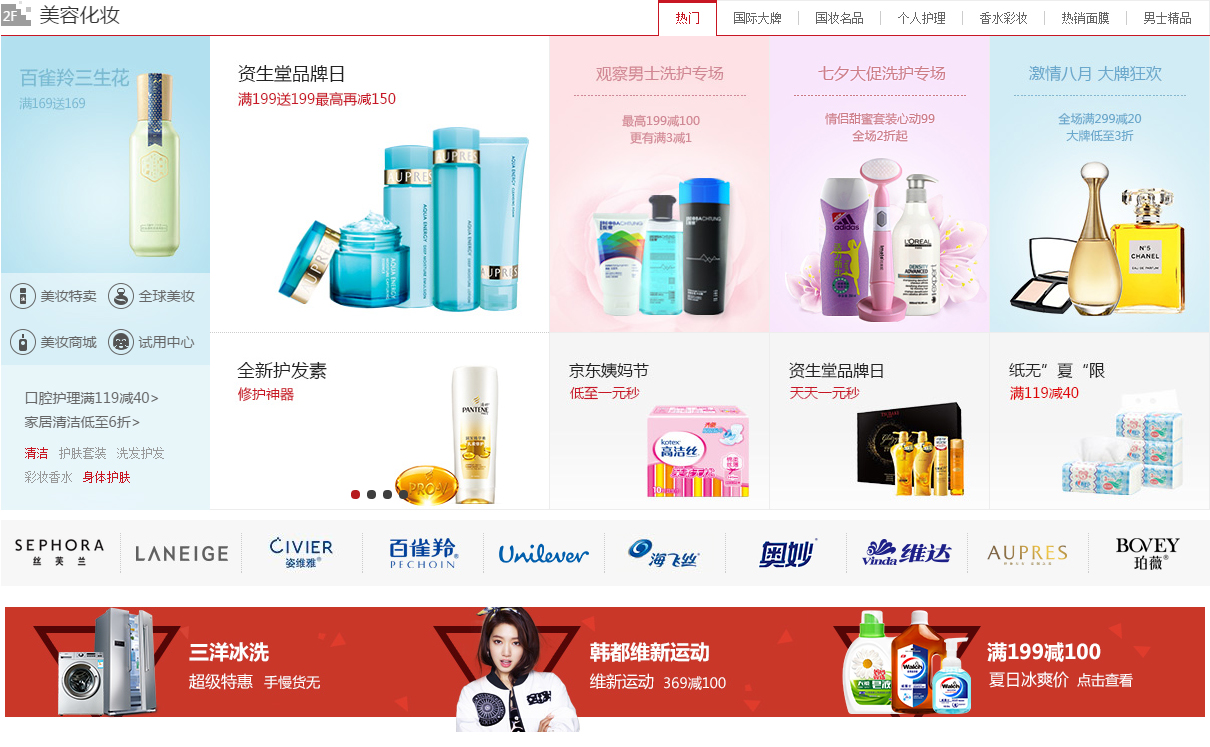 2F 美容化妆
热门 国际大牌 国妆名品 个人护理 香水彩妆 热销面膜 男士精品
百雀羚三生花
满169送169
美妆特卖 全球美妆
美妆商城 试用中心
口腔护理满119减40>
家居清洁低至6折>
清洁 护肤套装 洗发护发
彩妆香水 身体护肤
资生堂品牌日
满199送199最高再减150
AUPRES
AUPRES
AUPRES
观察男士洗护专场
最高199减100
更有满3减1
七夕大促洗护专场
情侣甜蜜套装心动99
全场2折起
adidas
L'ORÉAL
DENSITY
ADVANCED
激情八月 大牌狂欢
全场满299减20
大牌低至3折
N°5
CHANEL
EAU DE PARFUM
全新护发素
修护神器
PANTENE
PRO-V
京东姨妈节
低至一元秒
kotex
高洁丝
资生堂品牌日
天天一元秒
纸无”夏“限
满119减40
SEPHORA
丝芙兰
LANEIGE
CIVIER
姿维雅®
百雀羚®
PECHOIN
Unilever
海飞丝
奥妙
Vinda 维达
AUPRES
BOVEY
珀薇®
三洋冰洗
超级特惠 手慢货无
韩都维新运动
维新运动 369减100
Walch
Walch
满199减100
夏日冰爽价 点击查看